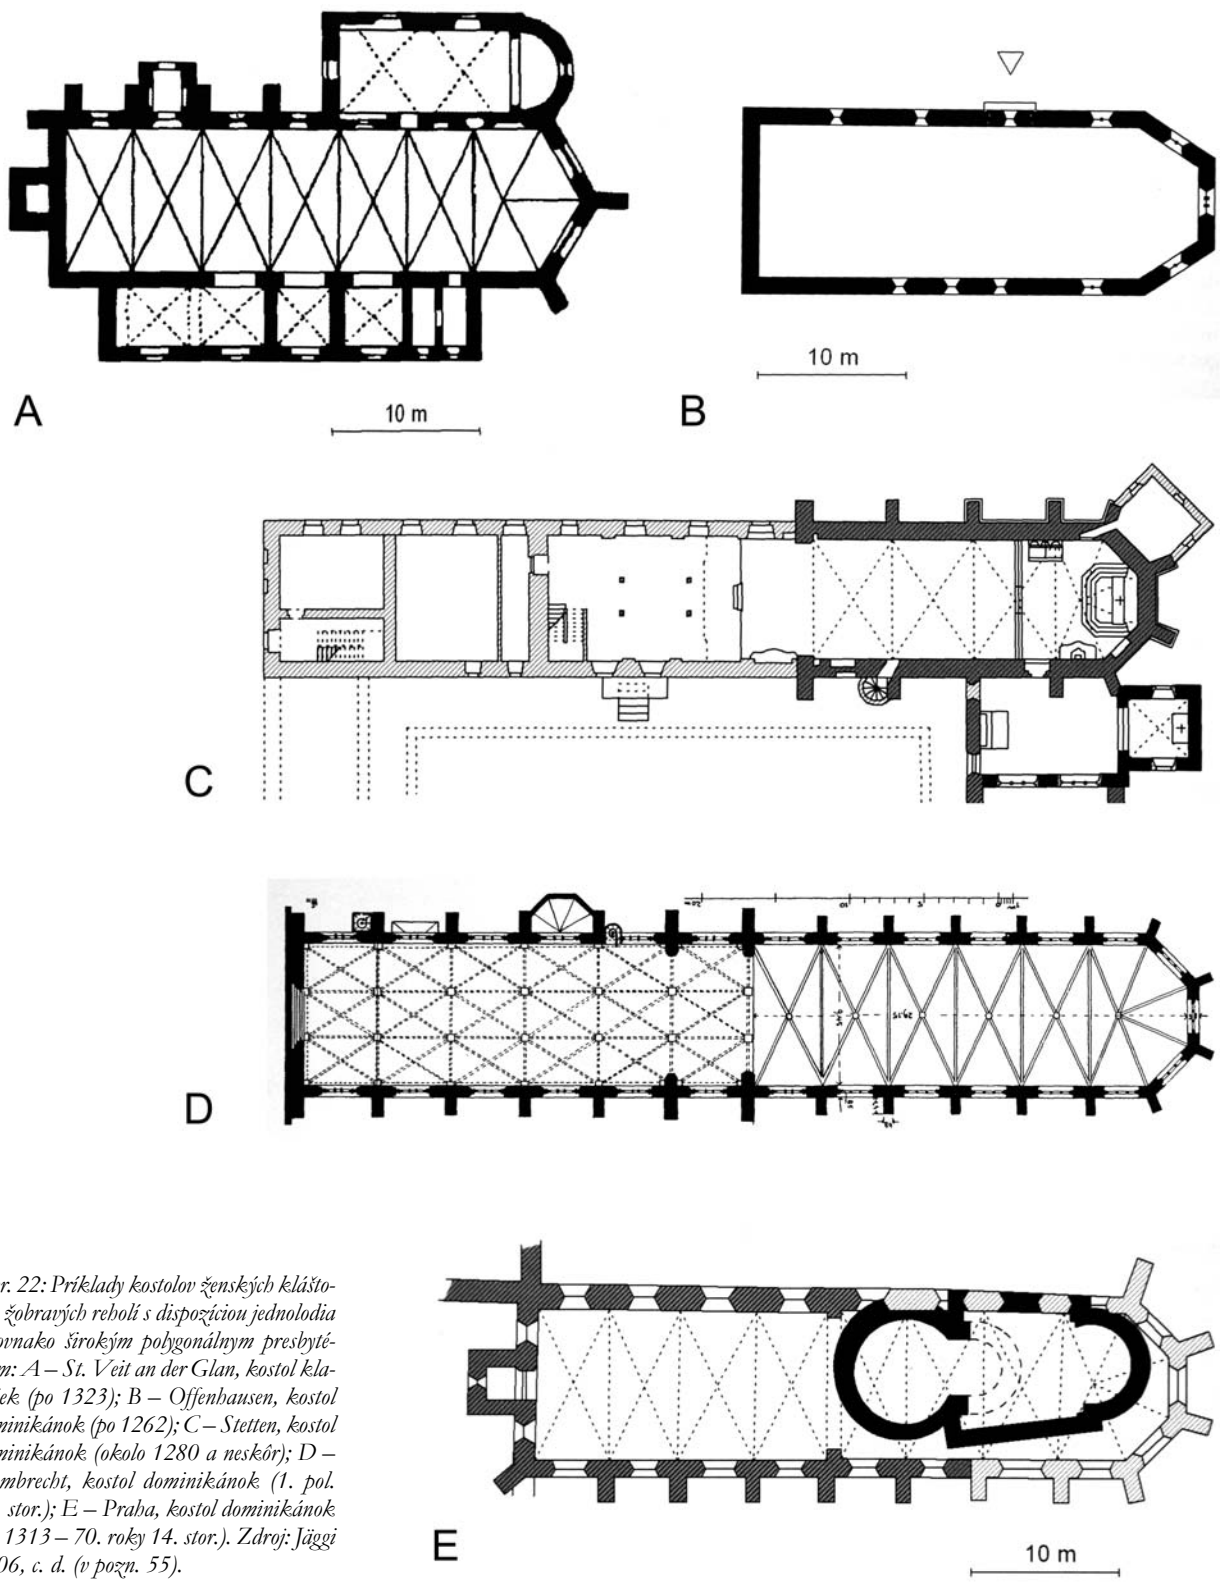 A
10 m
B
10 m
C
D
r. 22: Príklady kostolov ženských klášto-
žobravých reholí s dispozíciou jednolodia
ovnako širokým polygonálnym presbyté-
m: A – St. Veit an der Glan, kostol kla-
ek (po 1323); B – Offenhausen, kostol
minikánok (po 1262); C – Stetten, kostol
minikánok (okolo 1280 a neskôr); D –
mbrecht, kostol dominikánok (1. pol.
stor.); E – Praha, kostol dominikánok
1313 – 70. roky 14. stor.). Zdroj: Jäggi
06, c. d. (v pozn. 55).
E
10 m